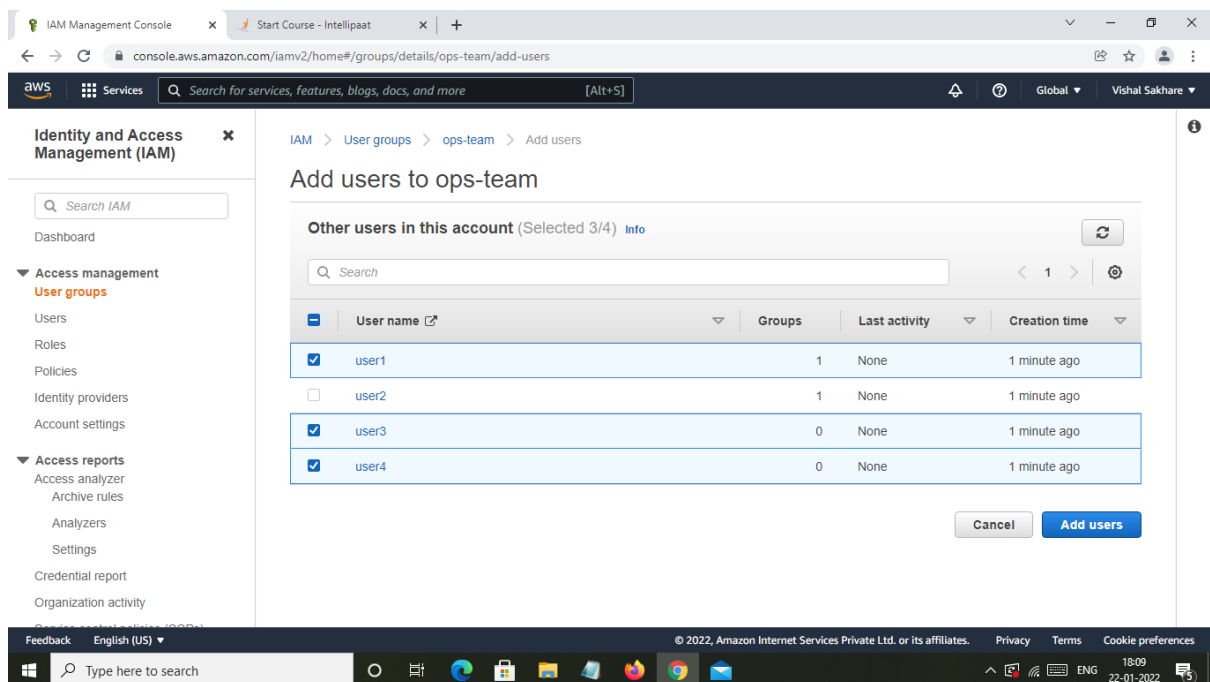 IAM Management Console
Start Course - Intellipaat
console.aws.amazon.com/iamv2/home#/groups/details/ops-team/add-users
aws Services Search for services, features, blogs, docs, and more [Alt+S] Global Vishal Sakhare
Identity and Access Management (IAM)
Search IAM
Dashboard
Access management
User groups
Users
Roles
Policies
Identity providers
Account settings
Access reports
Access analyzer
Archive rules
Analyzers
Settings
Credential report
Organization activity
Service control policies (SCPs)
IAM > User groups > ops-team > Add users
Add users to ops-team
Other users in this account (Selected 3/4) Info
Search
1
User name Groups Last activity Creation time
user1 1 None 1 minute ago
user2 1 None 1 minute ago
user3 0 None 1 minute ago
user4 0 None 1 minute ago
Cancel Add users
Feedback English (US) © 2022, Amazon Internet Services Private Ltd. or its affiliates. Privacy Terms Cookie preferences
Type here to search
ENG
18:09
22-01-2022
5